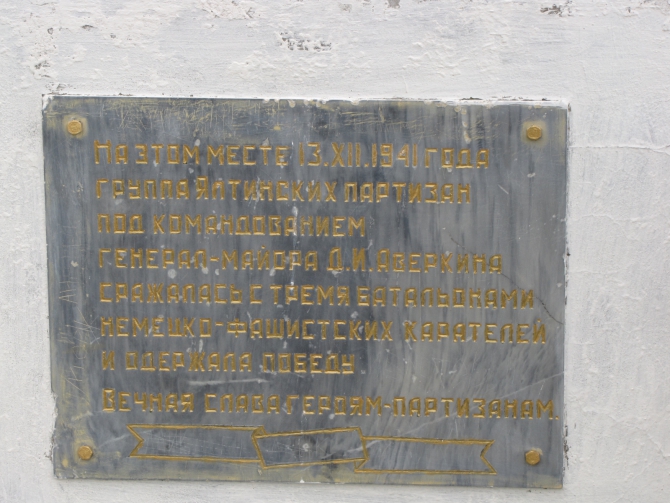 На этом месте 13.XII.1941 года
группа Ялтинских партизан
под командованием
генерал-майора Д.И. Аверкина
сражалась с тремя батальонами
немецко-фашистских карателей
и одержала победу
Вечная слава героям-партизанам.